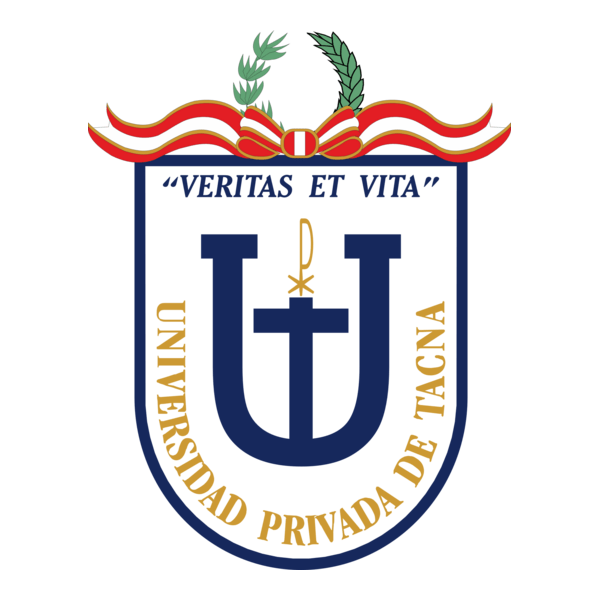 “VERITAS ET VITA”
UNIVERSIDAD PRIVADA DE TACNA